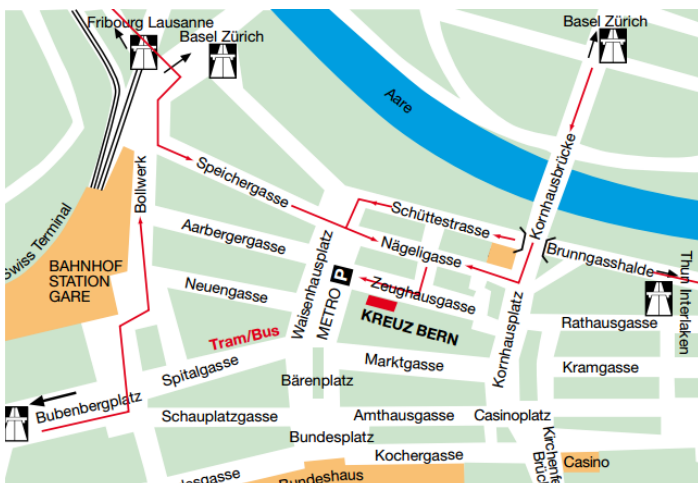 Fribourg Lausanne
Basel Zürich
Basel Zürich
Aare
Kornhausbrücke
Speichergasse
Bollwerk
Schüttestrasse
Swiss Terminal
Aarbergergasse
Nägeligasse
Brunngasshalde
Thun Interlaken
BAHNHOF
STATION
GARE
Neuengasse
Waisenhausplatz
METRO P
Zeughausgasse
KREUZ BERN
Kornhausplatz
Rathausgasse
Tram/Bus
Spitalgasse
Marktgasse
Kramgasse
Bärenplatz
Bubenbergplatz
Schauplatzgasse
Amthausgasse
Casinoplatz
Bundesplatz
Kochergasse
Kirchenfe
Brück
Casino
esgasse
Bundeshaus